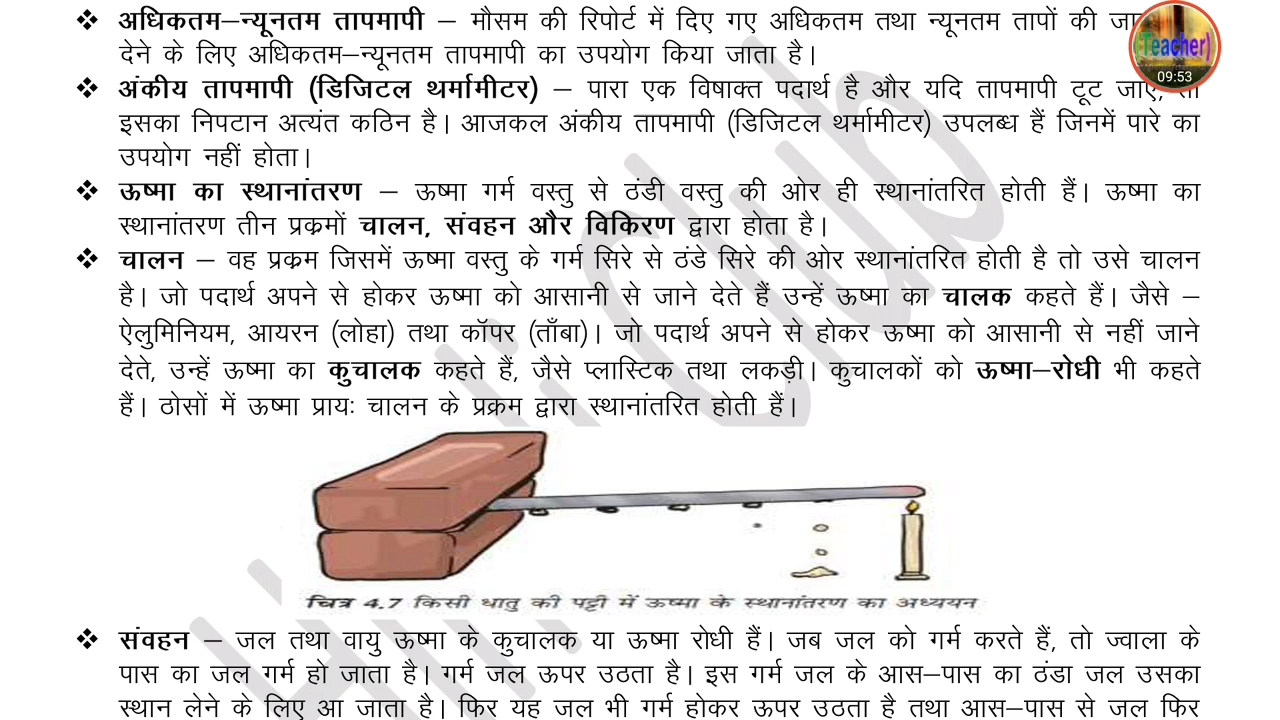 ❖ अधिकतम–न्यूनतम तापमापी – मौसम की रिपोर्ट में दिए गए अधिकतम तथा न्यूनतम तापों की
देने के लिए अधिकतम–न्यूनतम तापमापी का उपयोग किया जाता है।
❖ अंकीय तापमापी (डिजिटल थर्मामीटर) – पारा एक विषाक्त पदार्थ है और यदि तापमापी टूट जाए, तो
इसका निपटान अत्यंत कठिन है। आजकल अंकीय तापमापी (डिजिटल थर्मामीटर) उपलब्ध हैं जिनमें पारे का
उपयोग नहीं होता।
❖ ऊष्मा का स्थानांतरण – ऊष्मा गर्म वस्तु से ठंडी वस्तु की ओर ही स्थानांतरित होती हैं। ऊष्मा का
स्थानांतरण तीन प्रक्रमों चालन, संवहन और विकिरण द्वारा होता है।
❖ चालन – वह प्रक्रम जिसमें ऊष्मा वस्तु के गर्म सिरे से ठंडे सिरे की ओर स्थानांतरित होती है तो उसे चालन
है। जो पदार्थ अपने से होकर ऊष्मा को आसानी से जाने देते हैं उन्हें ऊष्मा का चालक कहते हैं। जैसे –
ऐलुमिनियम, आयरन (लोहा) तथा कॉपर (ताँबा)। जो पदार्थ अपने से होकर ऊष्मा को आसानी से नहीं जाने
देते, उन्हें ऊष्मा का कुचालक कहते हैं, जैसे प्लास्टिक तथा लकड़ी। कुचालकों को ऊष्मा–रोधी भी कहते
हैं। ठोसों में ऊष्मा प्रायः चालन के प्रक्रम द्वारा स्थानांतरित होती हैं।
चित्र 4.7 किसी धातु की पट्टी में ऊष्मा के स्थानांतरण का अध्ययन
❖ संवहन – जल तथा वायु ऊष्मा के कुचालक या ऊष्मा रोधी हैं। जब जल को गर्म करते हैं, तो ज्वाला के
पास का जल गर्म हो जाता है। गर्म जल ऊपर उठता है। इस गर्म जल के आस–पास का ठंडा जल उसका
स्थान लेने के लिए आ जाता है। फिर यह जल भी गर्म होकर ऊपर उठता है तथा आस–पास से जल फिर
Teacher)
09:53